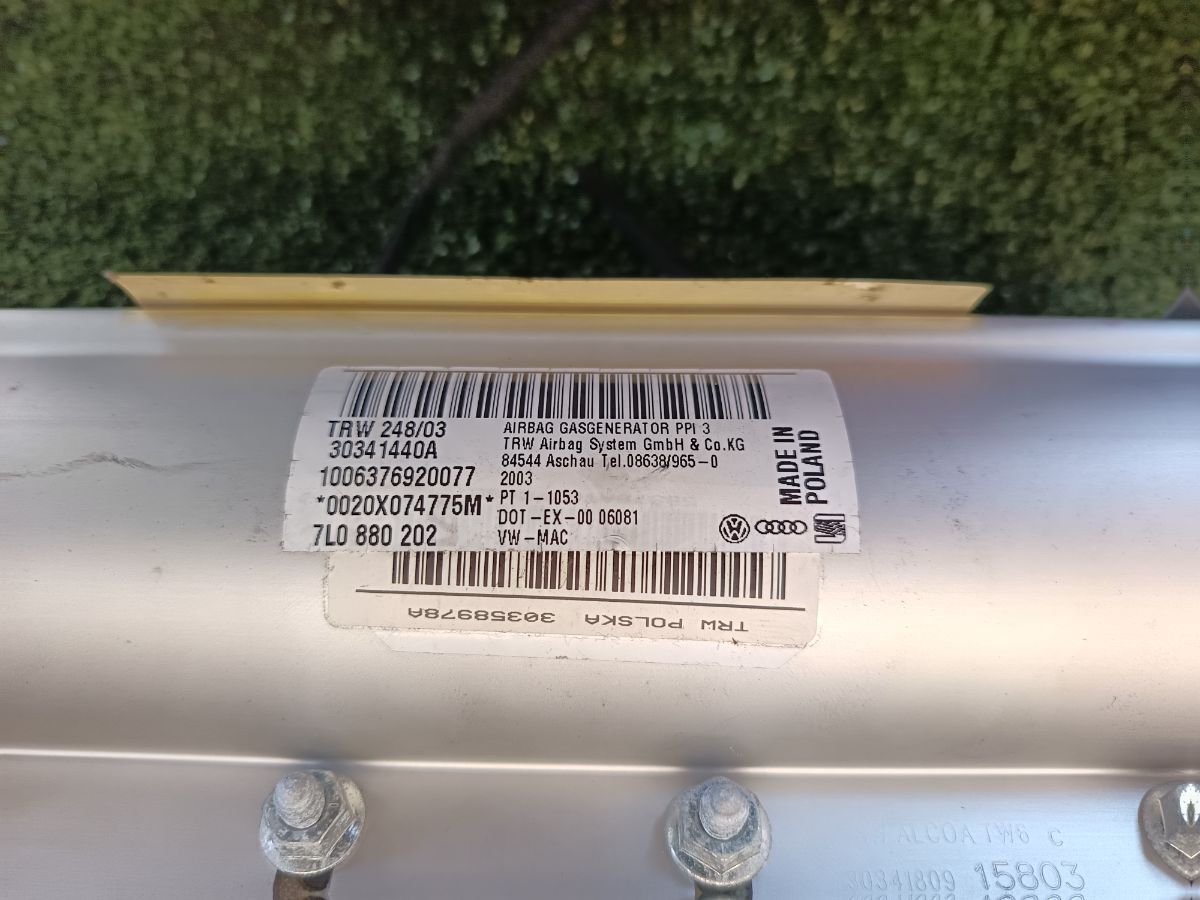 TRW 248/03
30341440A
1006376920077
*0020X074775M*
7L0 880 202
AIRBAG GASGENERATOR PPI 3
TRW Airbag System GmbH & Co.KG
84544 Aschau Tel.08638/965-0
2003
PT 1-1053
DOT-EX-00 06081
VW-MAC
MADE IN
POLAND
TRW POLSKA 30358978A
ALCOA TW6 C
30341809 15803